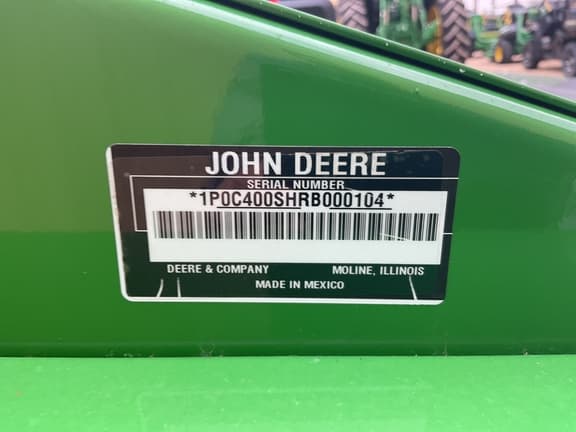 JOHN DEERE
SERIAL NUMBER
*1P0C400SHRB000104*
DEERE & COMPANY MOLINE, ILLINOIS
MADE IN MEXICO